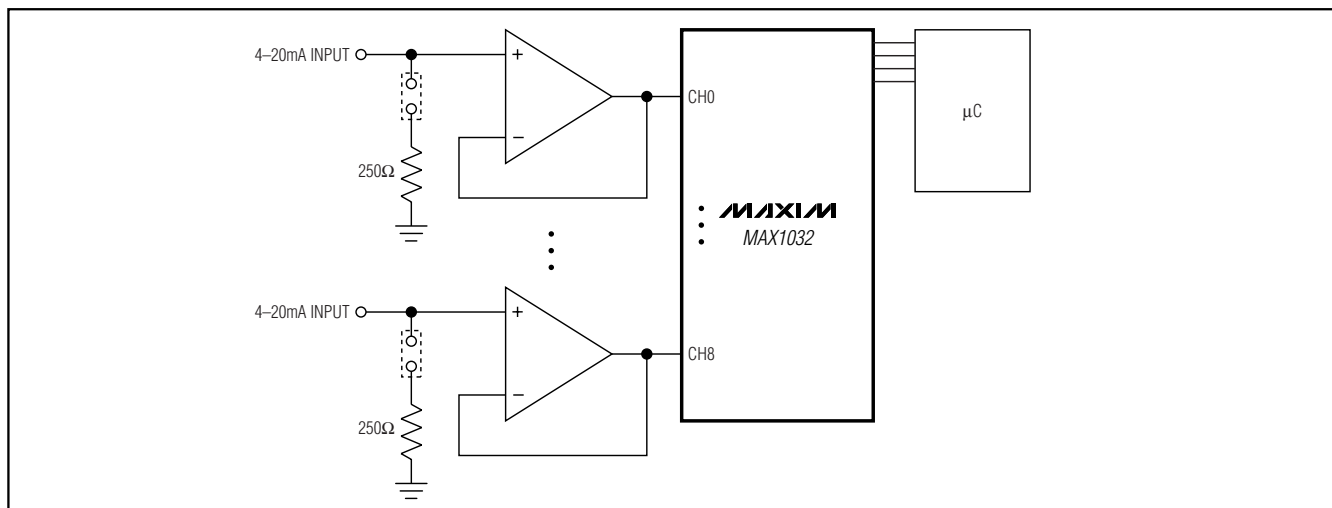 4–20mA INPUT
+
−
250Ω
CH0
µC
MAXIM
MAX1032
4–20mA INPUT
+
−
250Ω
CH8